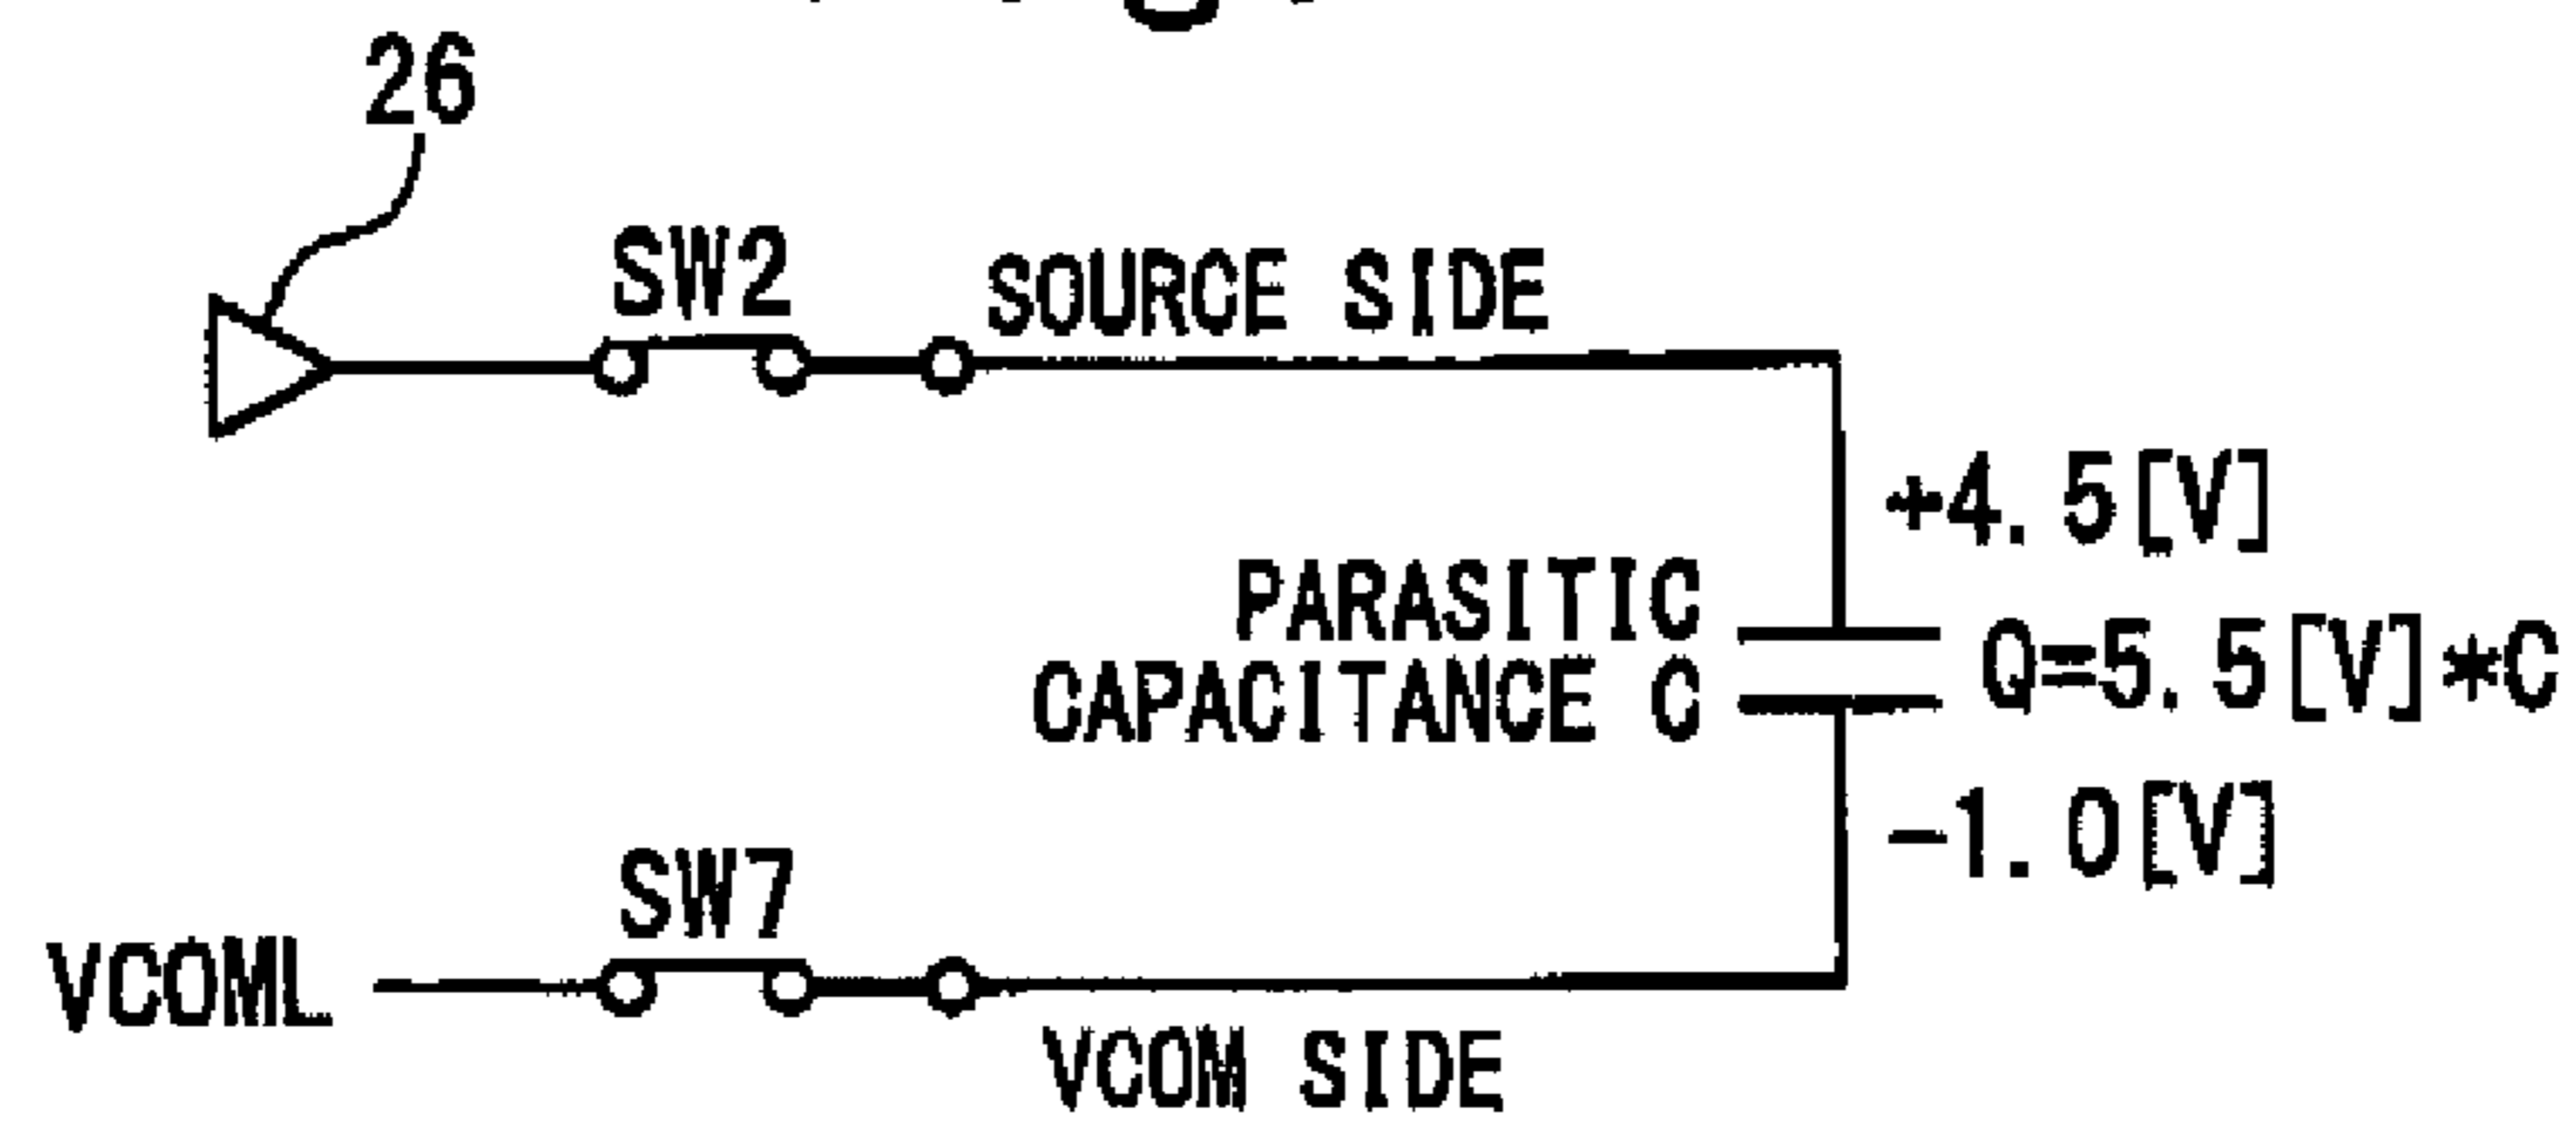 26
SW2
SOURCE SIDE
+4.5[V]
PARASITIC
CAPACITANCE C
Q=5.5[V]*C
-1.0[V]
SW7
VCOML
VCOM SIDE